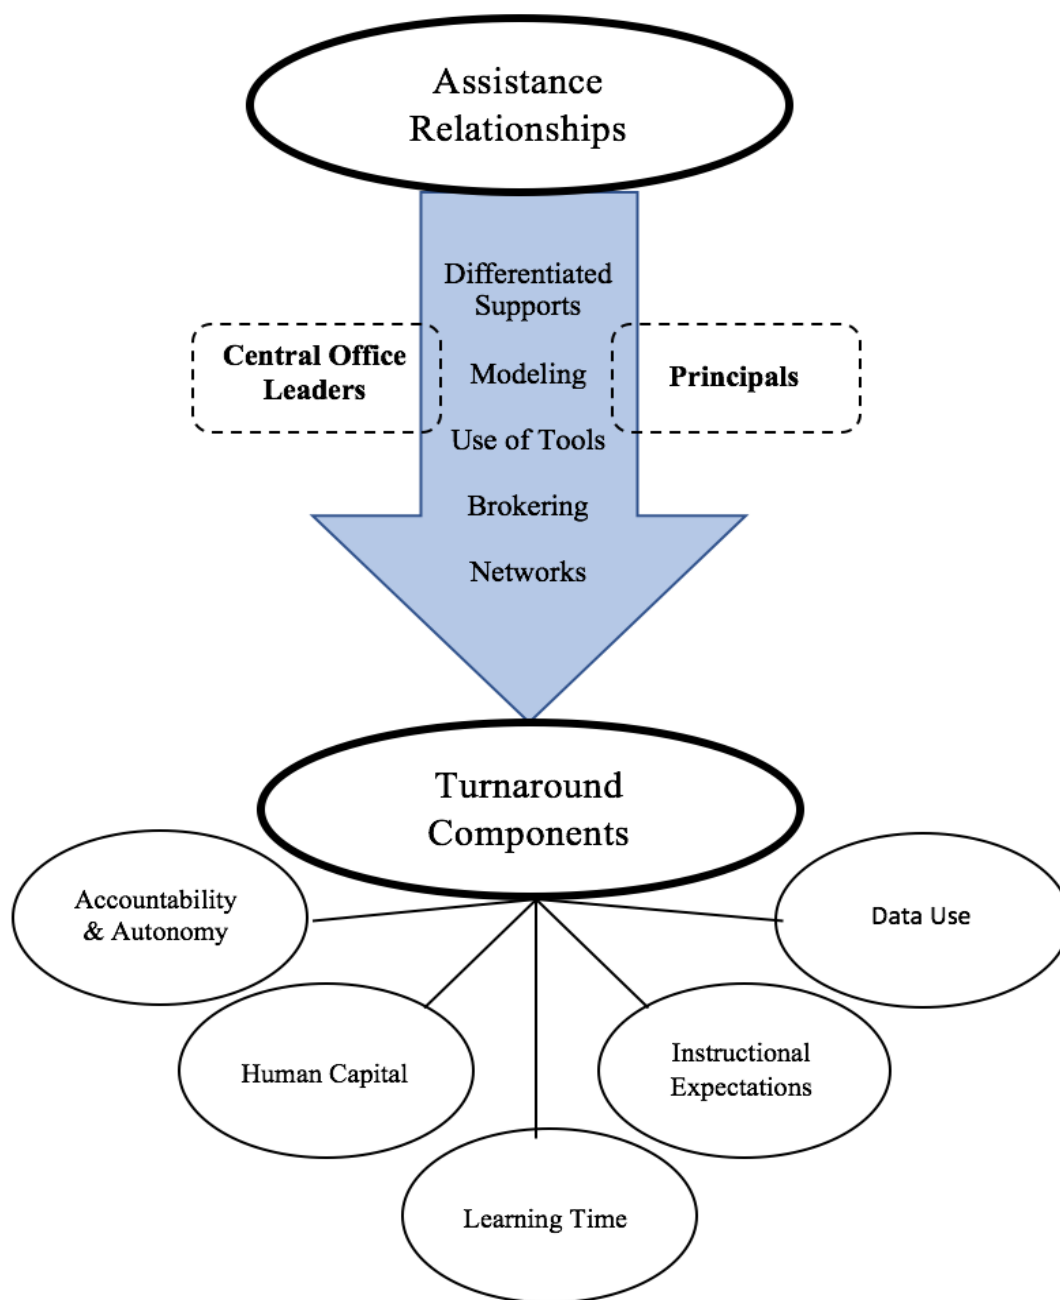 Assistance
Relationships
Differentiated
Supports
Central Office
Leaders
Modeling
Principals
Use of Tools
Brokering
Networks
Turnaround
Components
Accountability
& Autonomy
Data Use
Human Capital
Instructional
Expectations
Learning Time